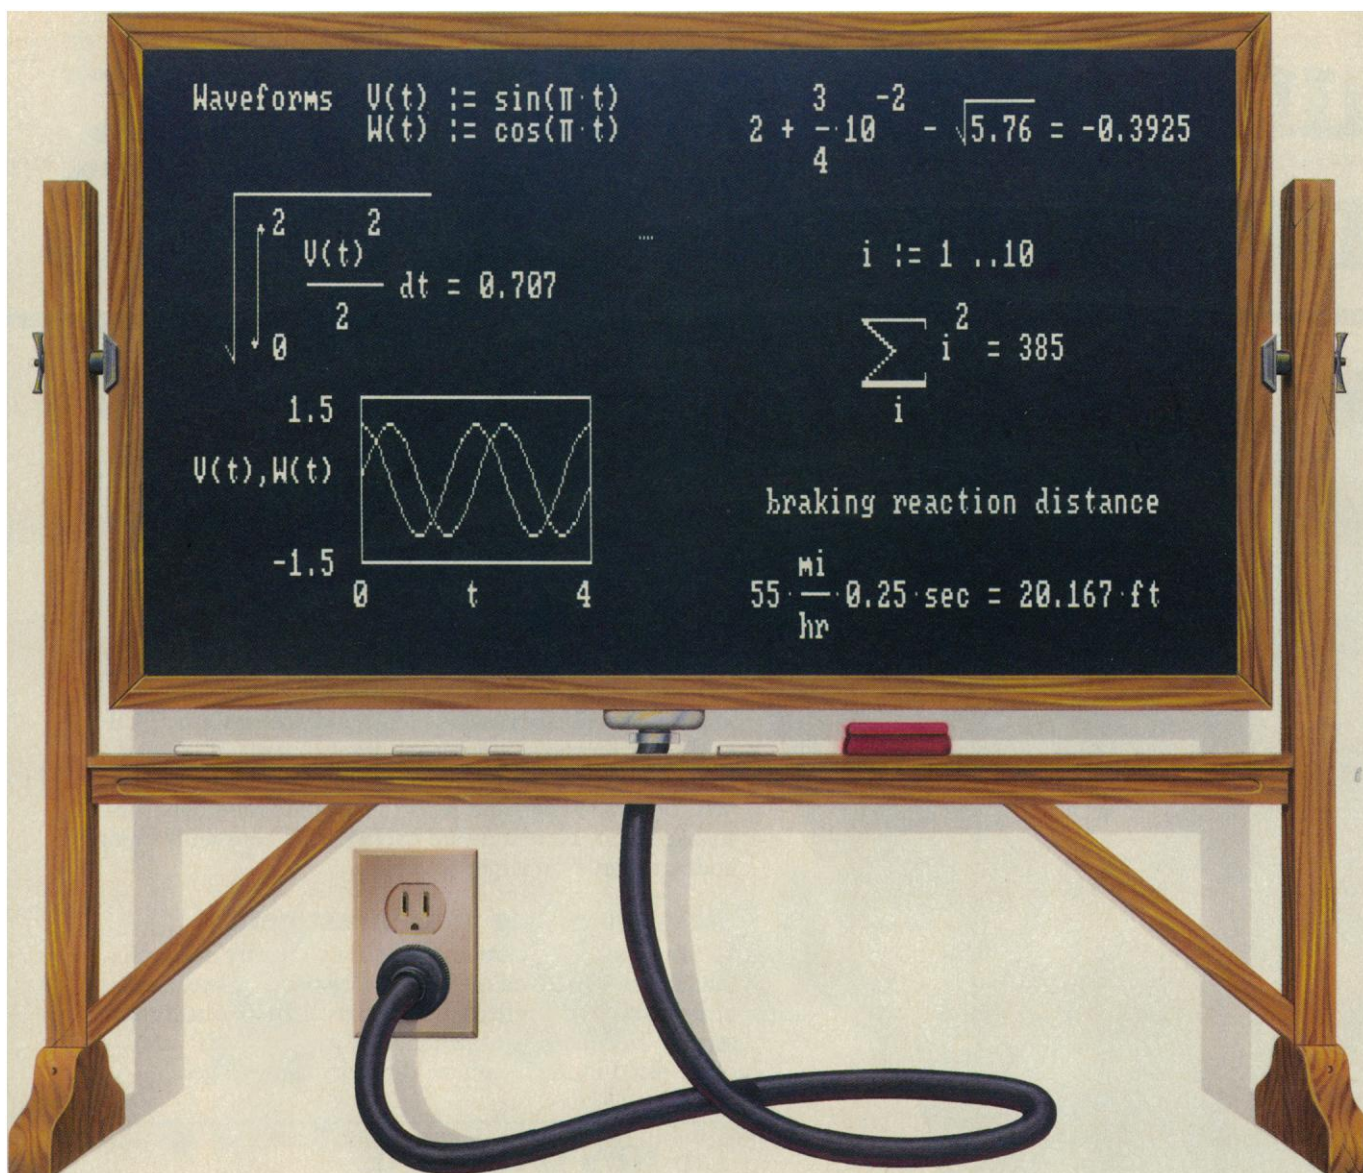 Waveforms V(t) := sin(π·t)
W(t) := cos(π·t)
√ ∫ 2 0 V(t)² / 2 dt = 0.707
1.5
V(t),W(t)
-1.5
0 t 4
2 + 3/4·10⁻² - √5.76 = -0.3925
i := 1 ..10
∑ i² = 385
i
braking reaction distance
55·mi/hr·0.25·sec = 20.167·ft